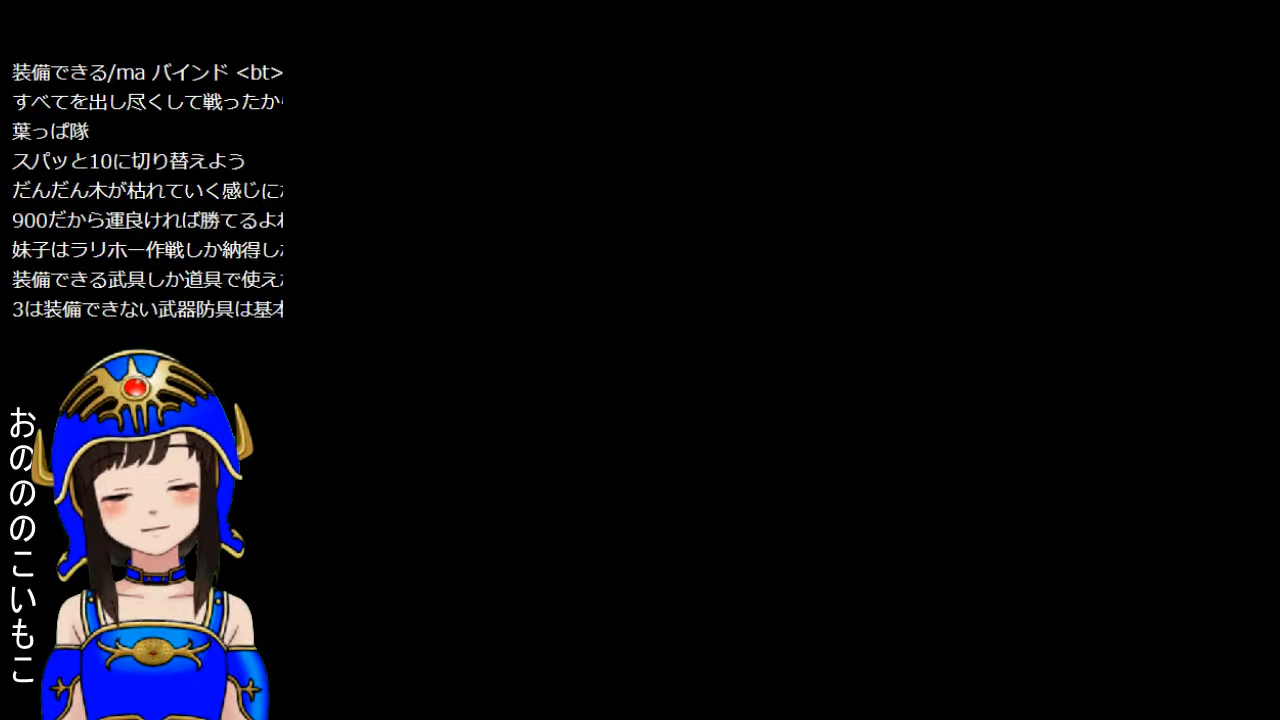 装備できる/ma バインド <bt>
すべてを出し尽くして戦ったか
葉っぱ隊
スパッと10に切り替えよう
だんだん木が枯れていく感じに
900だから運良ければ勝てるよ
妹子はラリホー作戦しか納得し
装備できる武具しか道具で使え
3は装備できない武器防具は基本
おののこいもこ